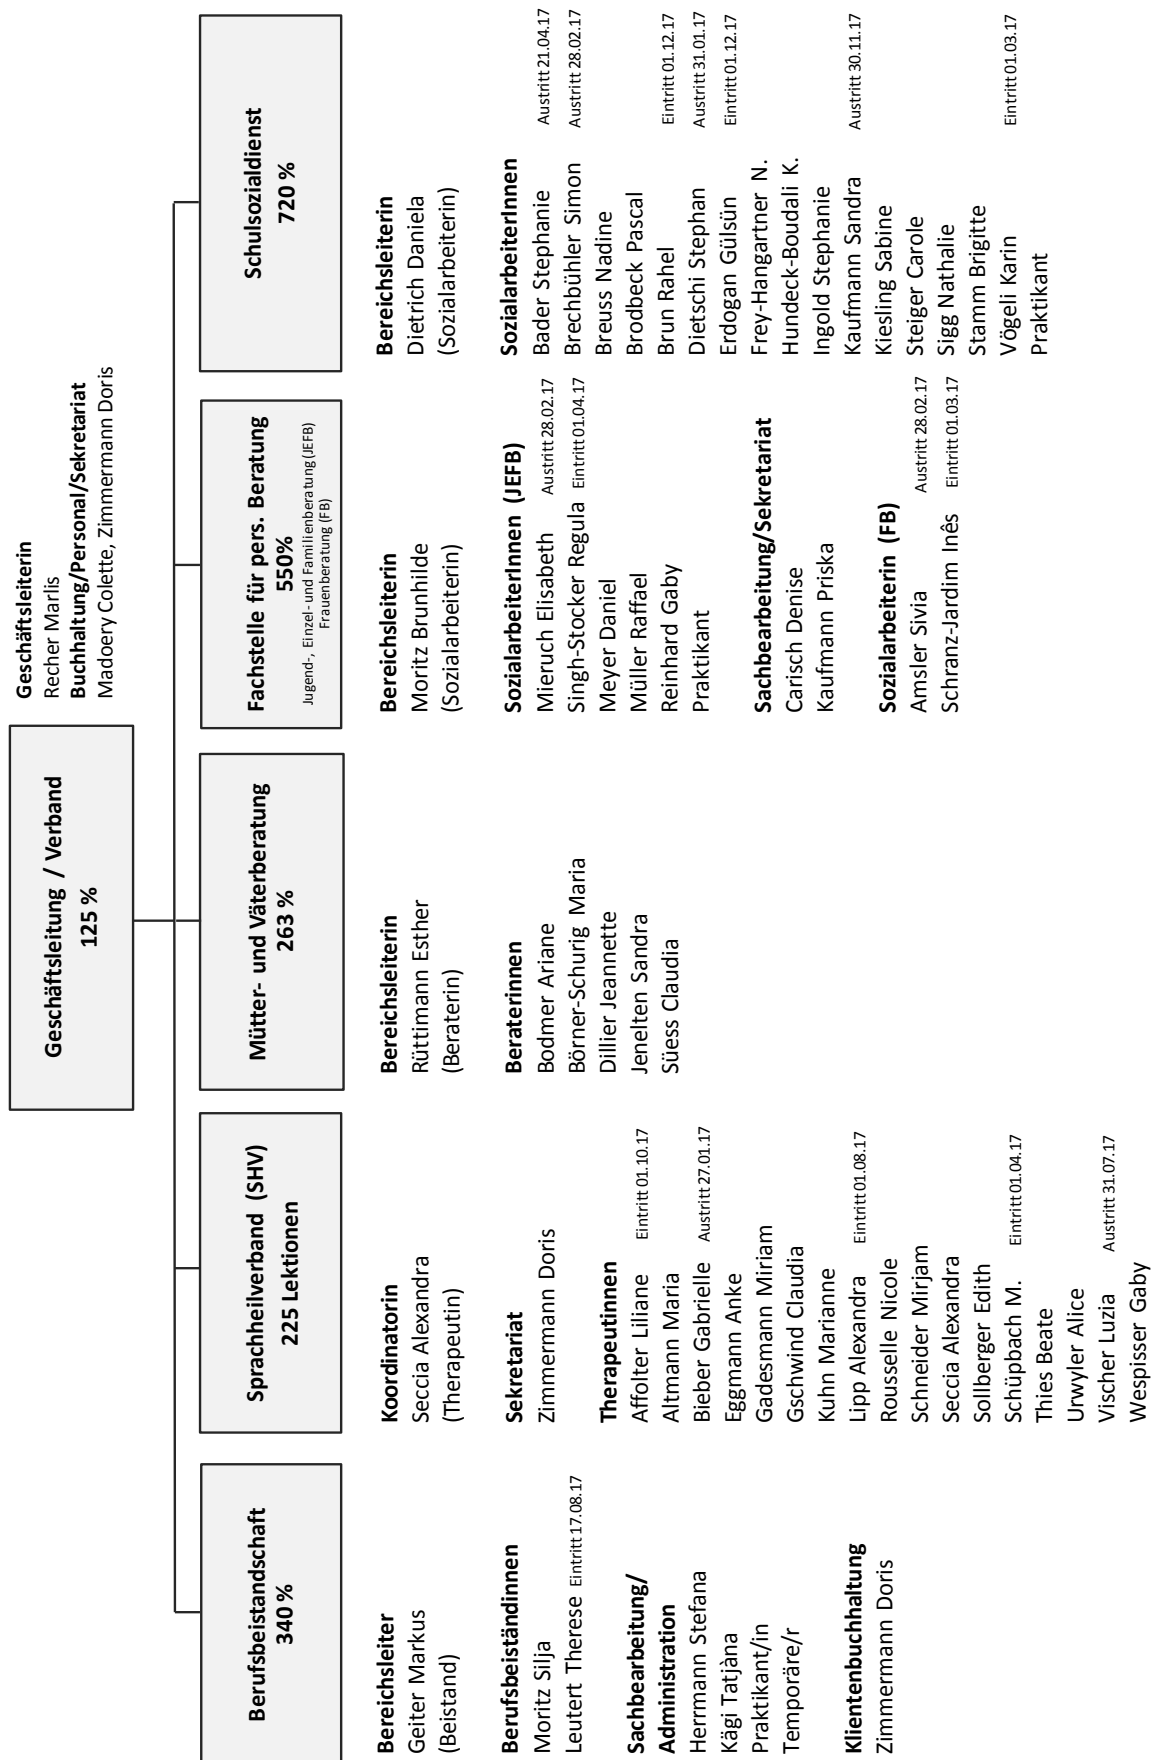 Geschäftsleitung / Verband
125 %
Geschäftsleiterin
Recher Marlis
Buchhaltung/Personal/Sekretariat
Madoery Colette, Zimmermann Doris
Berufsbeistandschaft
340 %
Bereichsleiter
Geiter Markus
(Beistand)
Berufsbeiständinnen
Moritz Silja
Leutert Therese Eintritt 17.08.17
Sachbearbeitung/
Administration
Herrmann Stefana
Kägi Tatjàna
Praktikant/in
Temporäre/r
Klientenbuchhaltung
Zimmermann Doris
Sprachheilverband (SHV)
225 Lektionen
Koordinatorin
Seccia Alexandra
(Therapeutin)
Sekretariat
Zimmermann Doris
Therapeutinnen
Affolter Liliane Eintritt 01.10.17
Altmann Maria
Bieber Gabrielle Austritt 27.01.17
Eggmann Anke
Gadesmann Miriam
Gschwind Claudia
Kuhn Marianne
Lipp Alexandra Eintritt 01.08.17
Rousselle Nicole
Schneider Mirjam
Seccia Alexandra
Sollberger Edith
Schüpbach M. Eintritt 01.04.17
Thies Beate
Urwyler Alice
Vischer Luzia Austritt 31.07.17
Wespisser Gaby
Mütter- und Väterberatung
263 %
Bereichsleiterin
Rüttimann Esther
(Beraterin)
Beraterinnen
Bodmer Ariane
Börner-Schurig Maria
Dillier Jeannette
Jenelten Sandra
Süess Claudia
Fachstelle für pers. Beratung
550%
Jugend-, Einzel- und Familienberatung (JEFB)
Frauenberatung (FB)
Bereichsleiterin
Moritz Brunhilde
(Sozialarbeiterin)
SozialarbeiterInnen (JEFB)
Mieruch Elisabeth Austritt 28.02.17
Singh-Stocker Regula Eintritt 01.04.17
Meyer Daniel
Müller Raffael
Reinhard Gaby
Praktikant
Sachbearbeitung/Sekretariat
Carisch Denise
Kaufmann Priska
Sozialarbeiterin (FB)
Amsler Sivia Austritt 28.02.17
Schranz-Jardim Inês Eintritt 01.03.17
Schulsozialdienst
720 %
Bereichsleiterin
Dietrich Daniela
(Sozialarbeiterin)
SozialarbeiterInnen
Bader Stephanie Austritt 21.04.17
Brechbühler Simon Austritt 28.02.17
Breuss Nadine
Brodbeck Pascal
Brun Rahel Eintritt 01.12.17
Dietschi Stephan Austritt 31.01.17
Erdogan Gülsün Eintritt 01.12.17
Frey-Hangartner N.
Hundeck-Boudali K.
Ingold Stephanie
Kaufmann Sandra Austritt 30.11.17
Kiesling Sabine
Steiger Carole
Sigg Nathalie
Stamm Brigitte
Vögeli Karin Eintritt 01.03.17
Praktikant